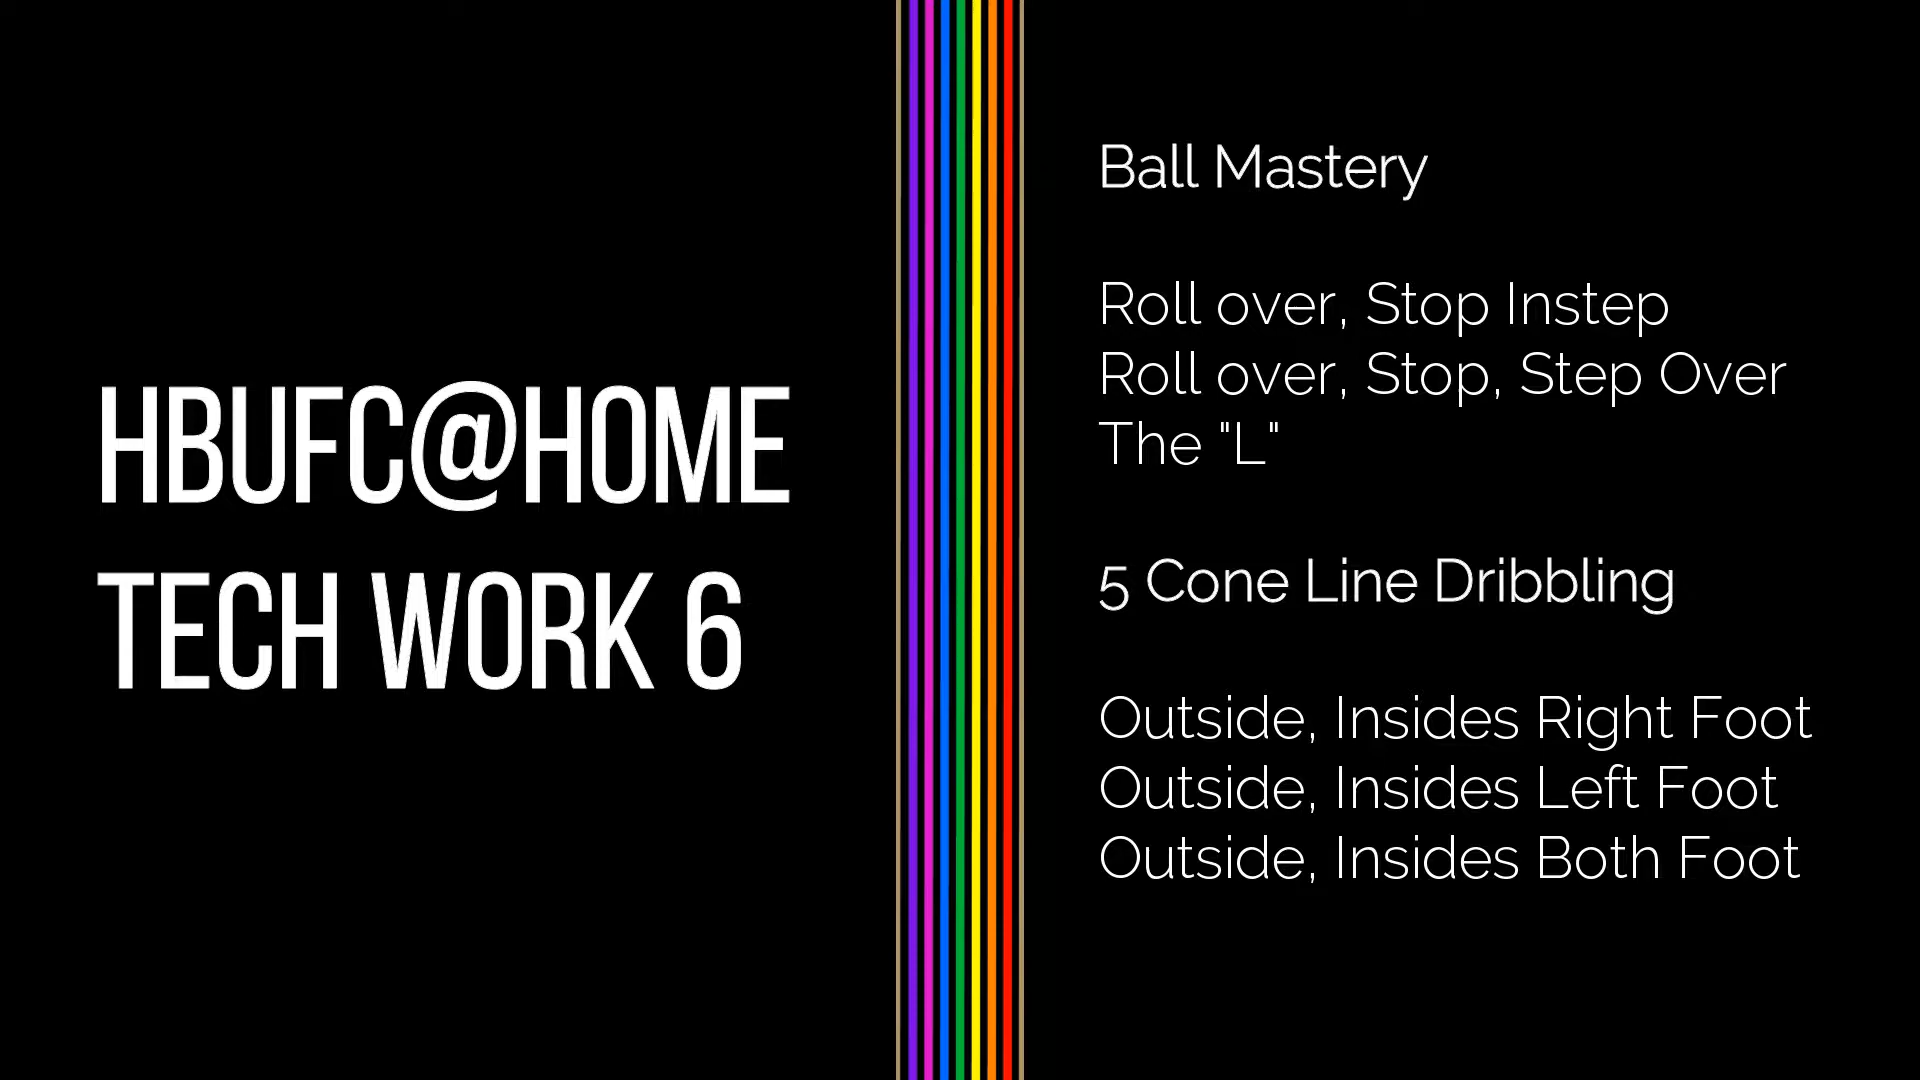 HBUFC@HOME
TECH WORK 6
Ball Mastery
Roll over, Stop Instep
Roll over, Stop, Step Over
The "L"
5 Cone Line Dribbling
Outside, Insides Right Foot
Outside, Insides Left Foot
Outside, Insides Both Foot